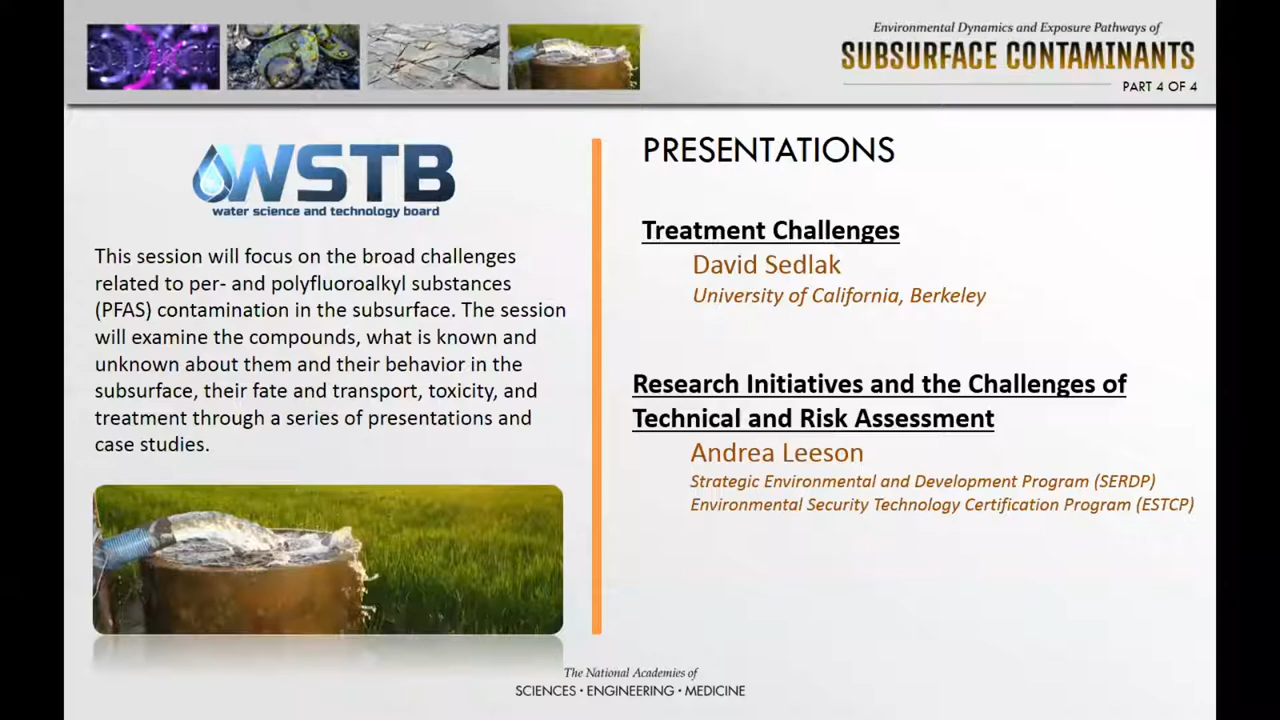 Environmental Dynamics and Exposure Pathways of
SUBSURFACE CONTAMINANTS
PART 4 OF 4
WSTB
water science and technology board
This session will focus on the broad challenges
related to per- and polyfluoroalkyl substances
(PFAS) contamination in the subsurface. The session
will examine the compounds, what is known and
unknown about them and their behavior in the
subsurface, their fate and transport, toxicity, and
treatment through a series of presentations and
case studies.
PRESENTATIONS
Treatment Challenges
David Sedlak
University of California, Berkeley
Research Initiatives and the Challenges of
Technical and Risk Assessment
Andrea Leeson
Strategic Environmental and Development Program (SERDP)
Environmental Security Technology Certification Program (ESTCP)
The National Academies of
SCIENCES • ENGINEERING • MEDICINE